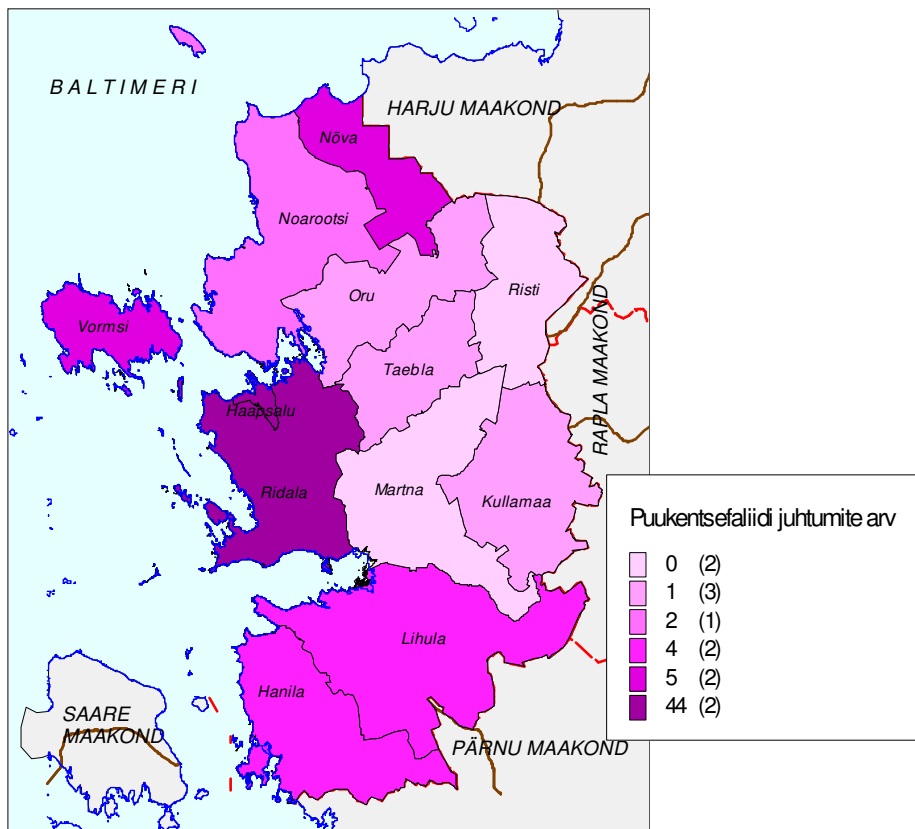 BALTIMERI
HARJU MAAKOND
Nõva
Noarootsi
Oru
Risti
Vormsi
Taebla
RAPLA MAAKOND
Haapsalu
Ridala
Martna
Kullamaa
Puukentsefaliidi juhtumite arv
0 (2)
1 (3)
2 (1)
4 (2)
5 (2)
44 (2)
Lihula
Hanila
SAARE
MAAKOND
PÄRNU MAAKOND